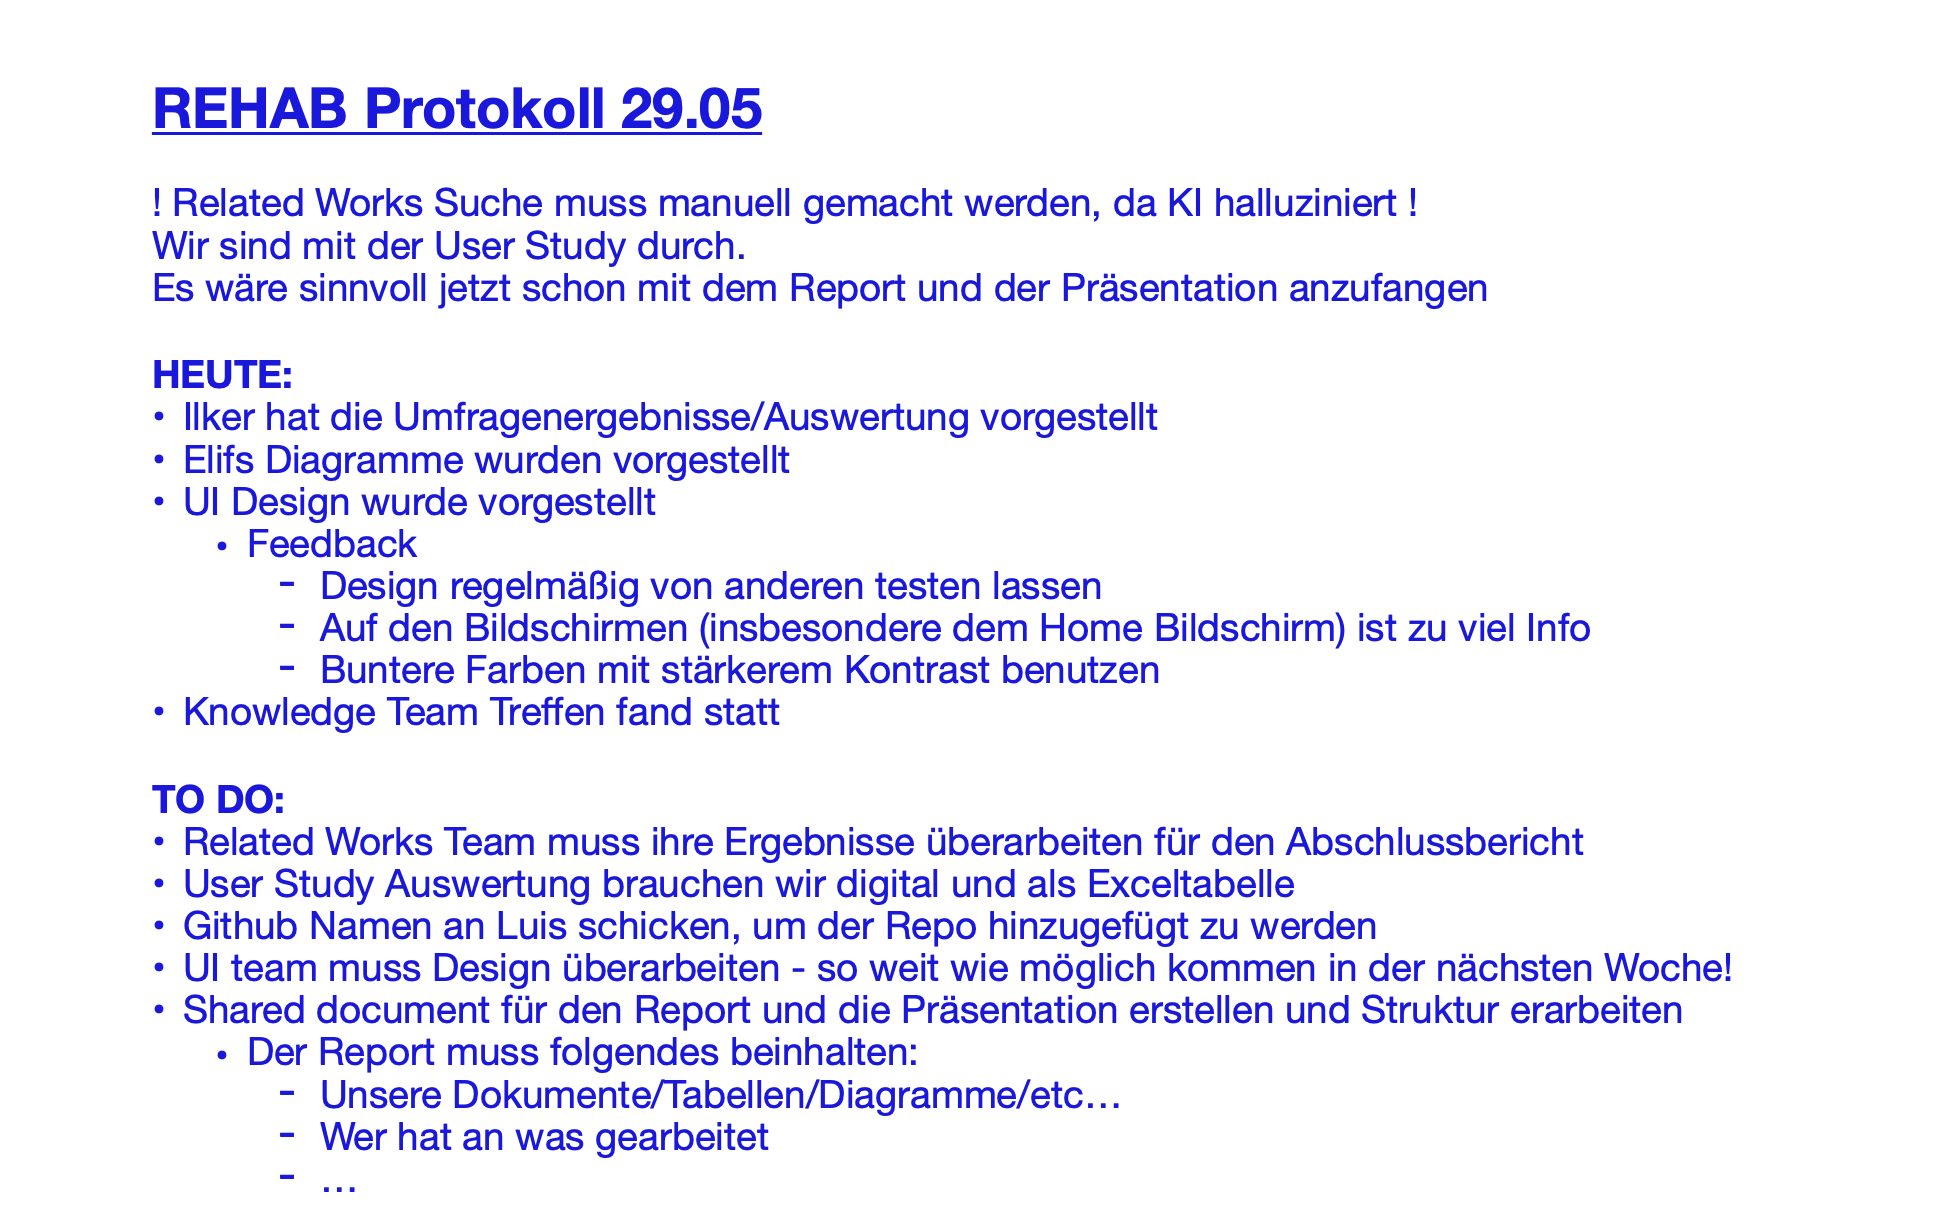 REHAB Protokoll 29.05
! Related Works Suche muss manuell gemacht werden, da KI halluziniert !
Wir sind mit der User Study durch.
Es wäre sinnvoll jetzt schon mit dem Report und der Präsentation anzufangen
HEUTE:
• Ilker hat die Umfragenergebnisse/Auswertung vorgestellt
• Elifs Diagramme wurden vorgestellt
• UI Design wurde vorgestellt
• Feedback
- Design regelmäßig von anderen testen lassen
- Auf den Bildschirmen (insbesondere dem Home Bildschirm) ist zu viel Info
- Buntere Farben mit stärkerem Kontrast benutzen
• Knowledge Team Treffen fand statt
TO DO:
• Related Works Team muss ihre Ergebnisse überarbeiten für den Abschlussbericht
• User Study Auswertung brauchen wir digital und als Exceltabelle
• Github Namen an Luis schicken, um der Repo hinzugefügt zu werden
• UI team muss Design überarbeiten - so weit wie möglich kommen in der nächsten Woche!
• Shared document für den Report und die Präsentation erstellen und Struktur erarbeiten
• Der Report muss folgendes beinhalten:
- Unsere Dokumente/Tabellen/Diagramme/etc…
- Wer hat an was gearbeitet
- …